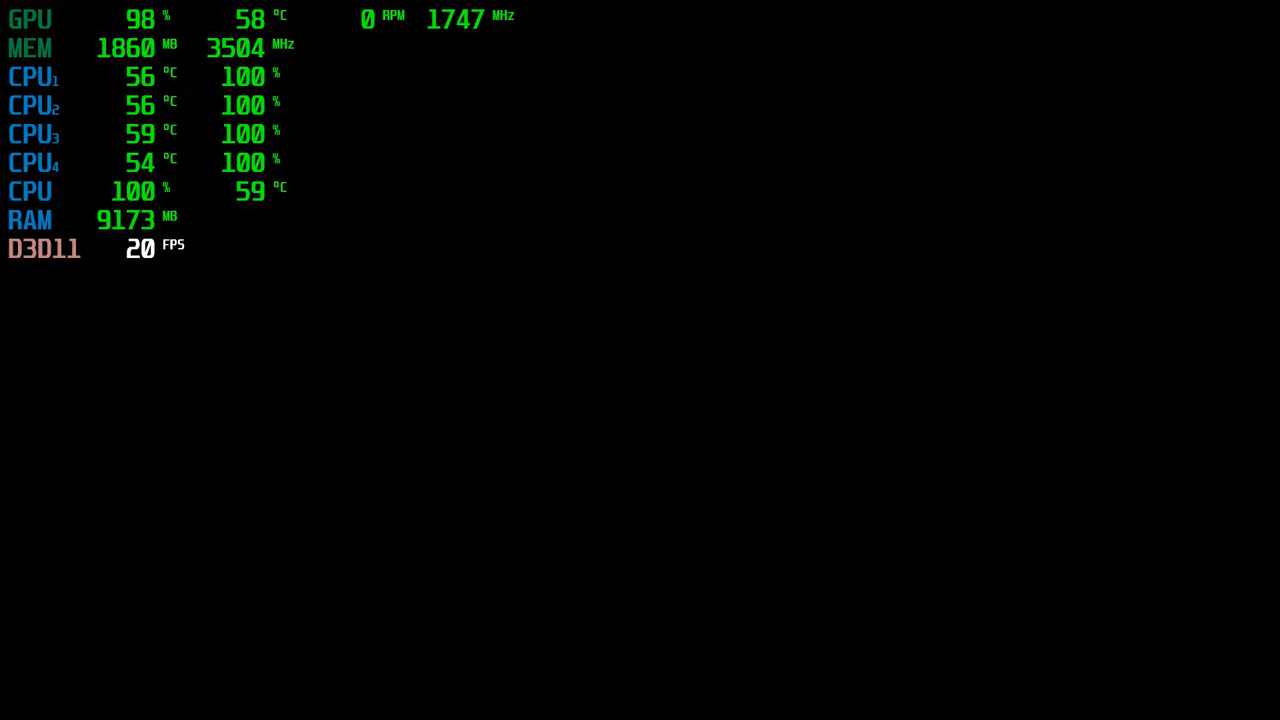 GPU 98 % 58 °C 0 RPM 1747 MHz
MEM 1860 MB 3504 MHz
CPU1 56 °C 100 %
CPU2 56 °C 100 %
CPU3 59 °C 100 %
CPU4 54 °C 100 %
CPU 100 % 59 °C
RAM 9173 MB
D3D11 20 FPS